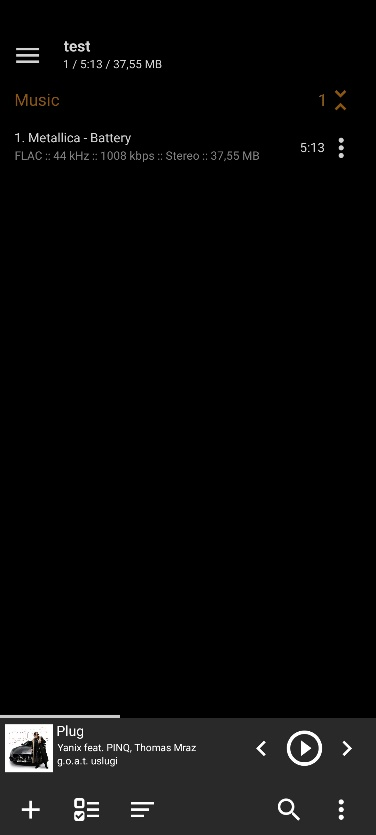 test
1 / 5:13 / 37,55 MB
Music 1
1. Metallica - Battery
FLAC :: 44 kHz :: 1008 kbps :: Stereo :: 37,55 MB
5:13
Plug
Yanix feat. PINQ, Thomas Mraz
g.o.a.t. uslugi